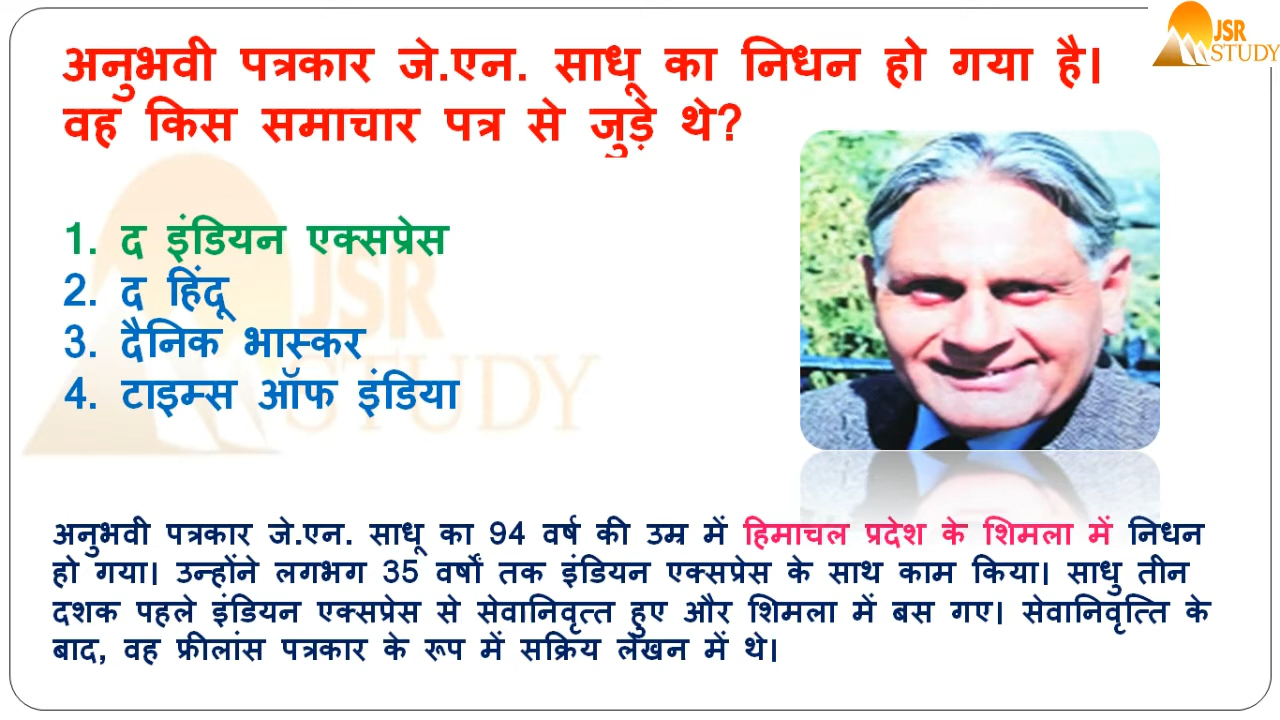 JSR
STUDY
अनुभवी पत्रकार जे.एन. साधू का निधन हो गया है।
वह किस समाचार पत्र से जुड़े थे?
1. द इंडियन एक्सप्रेस
2. द हिंदू
3. दैनिक भास्कर
4. टाइम्स ऑफ इंडिया
JSR
STUDY
अनुभवी पत्रकार जे.एन. साधू का 94 वर्ष की उम्र में हिमाचल प्रदेश के शिमला में निधन
हो गया। उन्होंने लगभग 35 वर्षों तक इंडियन एक्सप्रेस के साथ काम किया। साधु तीन
दशक पहले इंडियन एक्सप्रेस से सेवानिवृत्त हुए और शिमला में बस गए। सेवानिवृत्ति के
बाद, वह फ्रीलांस पत्रकार के रूप में सक्रिय लेखन में थे।